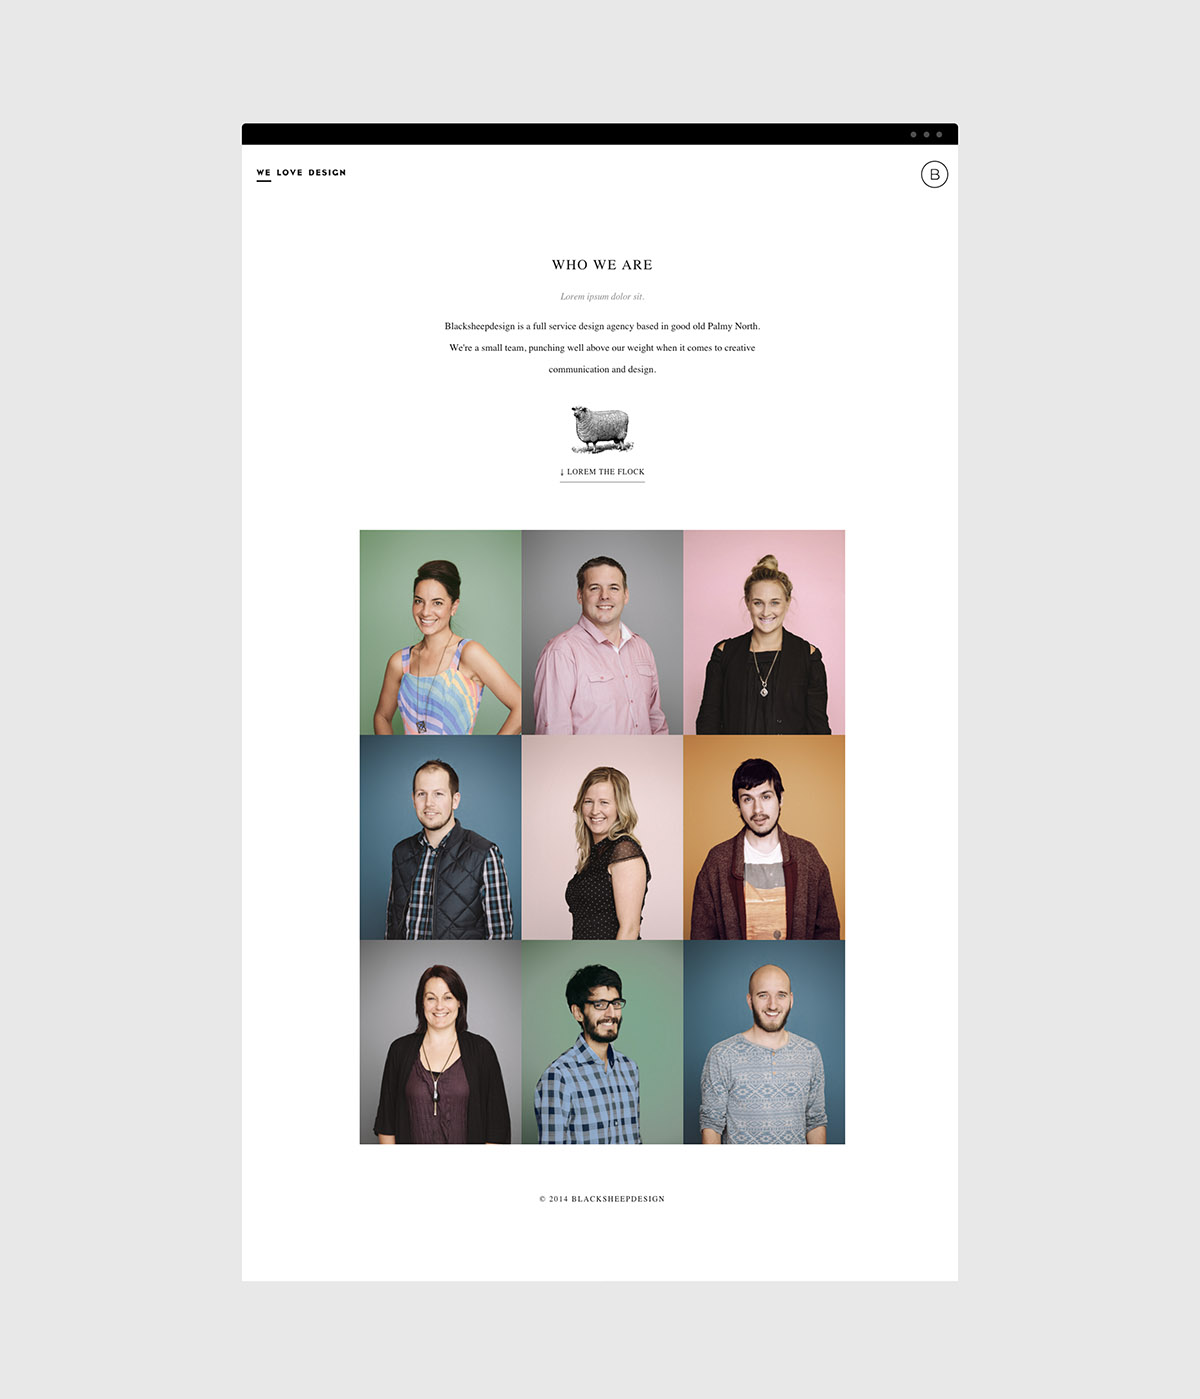 WE LOVE DESIGN
B
WHO WE ARE
Lorem ipsum dolor sit.
Blacksheepdesign is a full service design agency based in good old Palmy North.
We're a small team, punching well above our weight when it comes to creative
communication and design.
↓ LOREM THE FLOCK
© 2014 BLACKSHEEPDESIGN